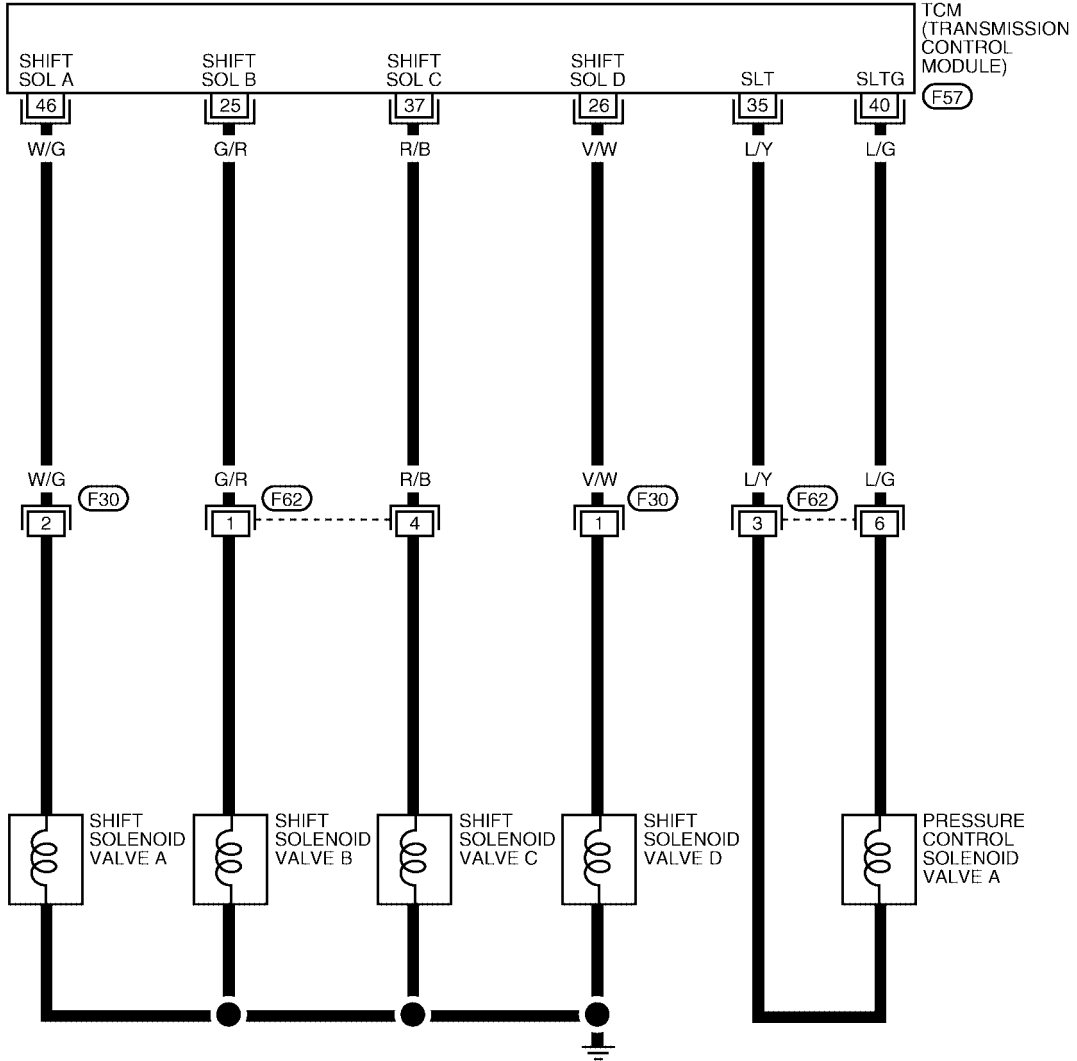 TCM
(TRANSMISSION
CONTROL
MODULE)
SHIFT
SOL A
SHIFT
SOL B
SHIFT
SOL C
SHIFT
SOL D
SLT
SLTG
46
25
37
26
35
40
F57
W/G
G/R
R/B
V/W
L/Y
L/G
W/G
G/R
R/B
V/W
L/Y
L/G
F30
F62
F30
F62
2
1
4
1
3
6
SHIFT
SOLENOID
VALVE A
SHIFT
SOLENOID
VALVE B
SHIFT
SOLENOID
VALVE C
SHIFT
SOLENOID
VALVE D
PRESSURE
CONTROL
SOLENOID
VALVE A